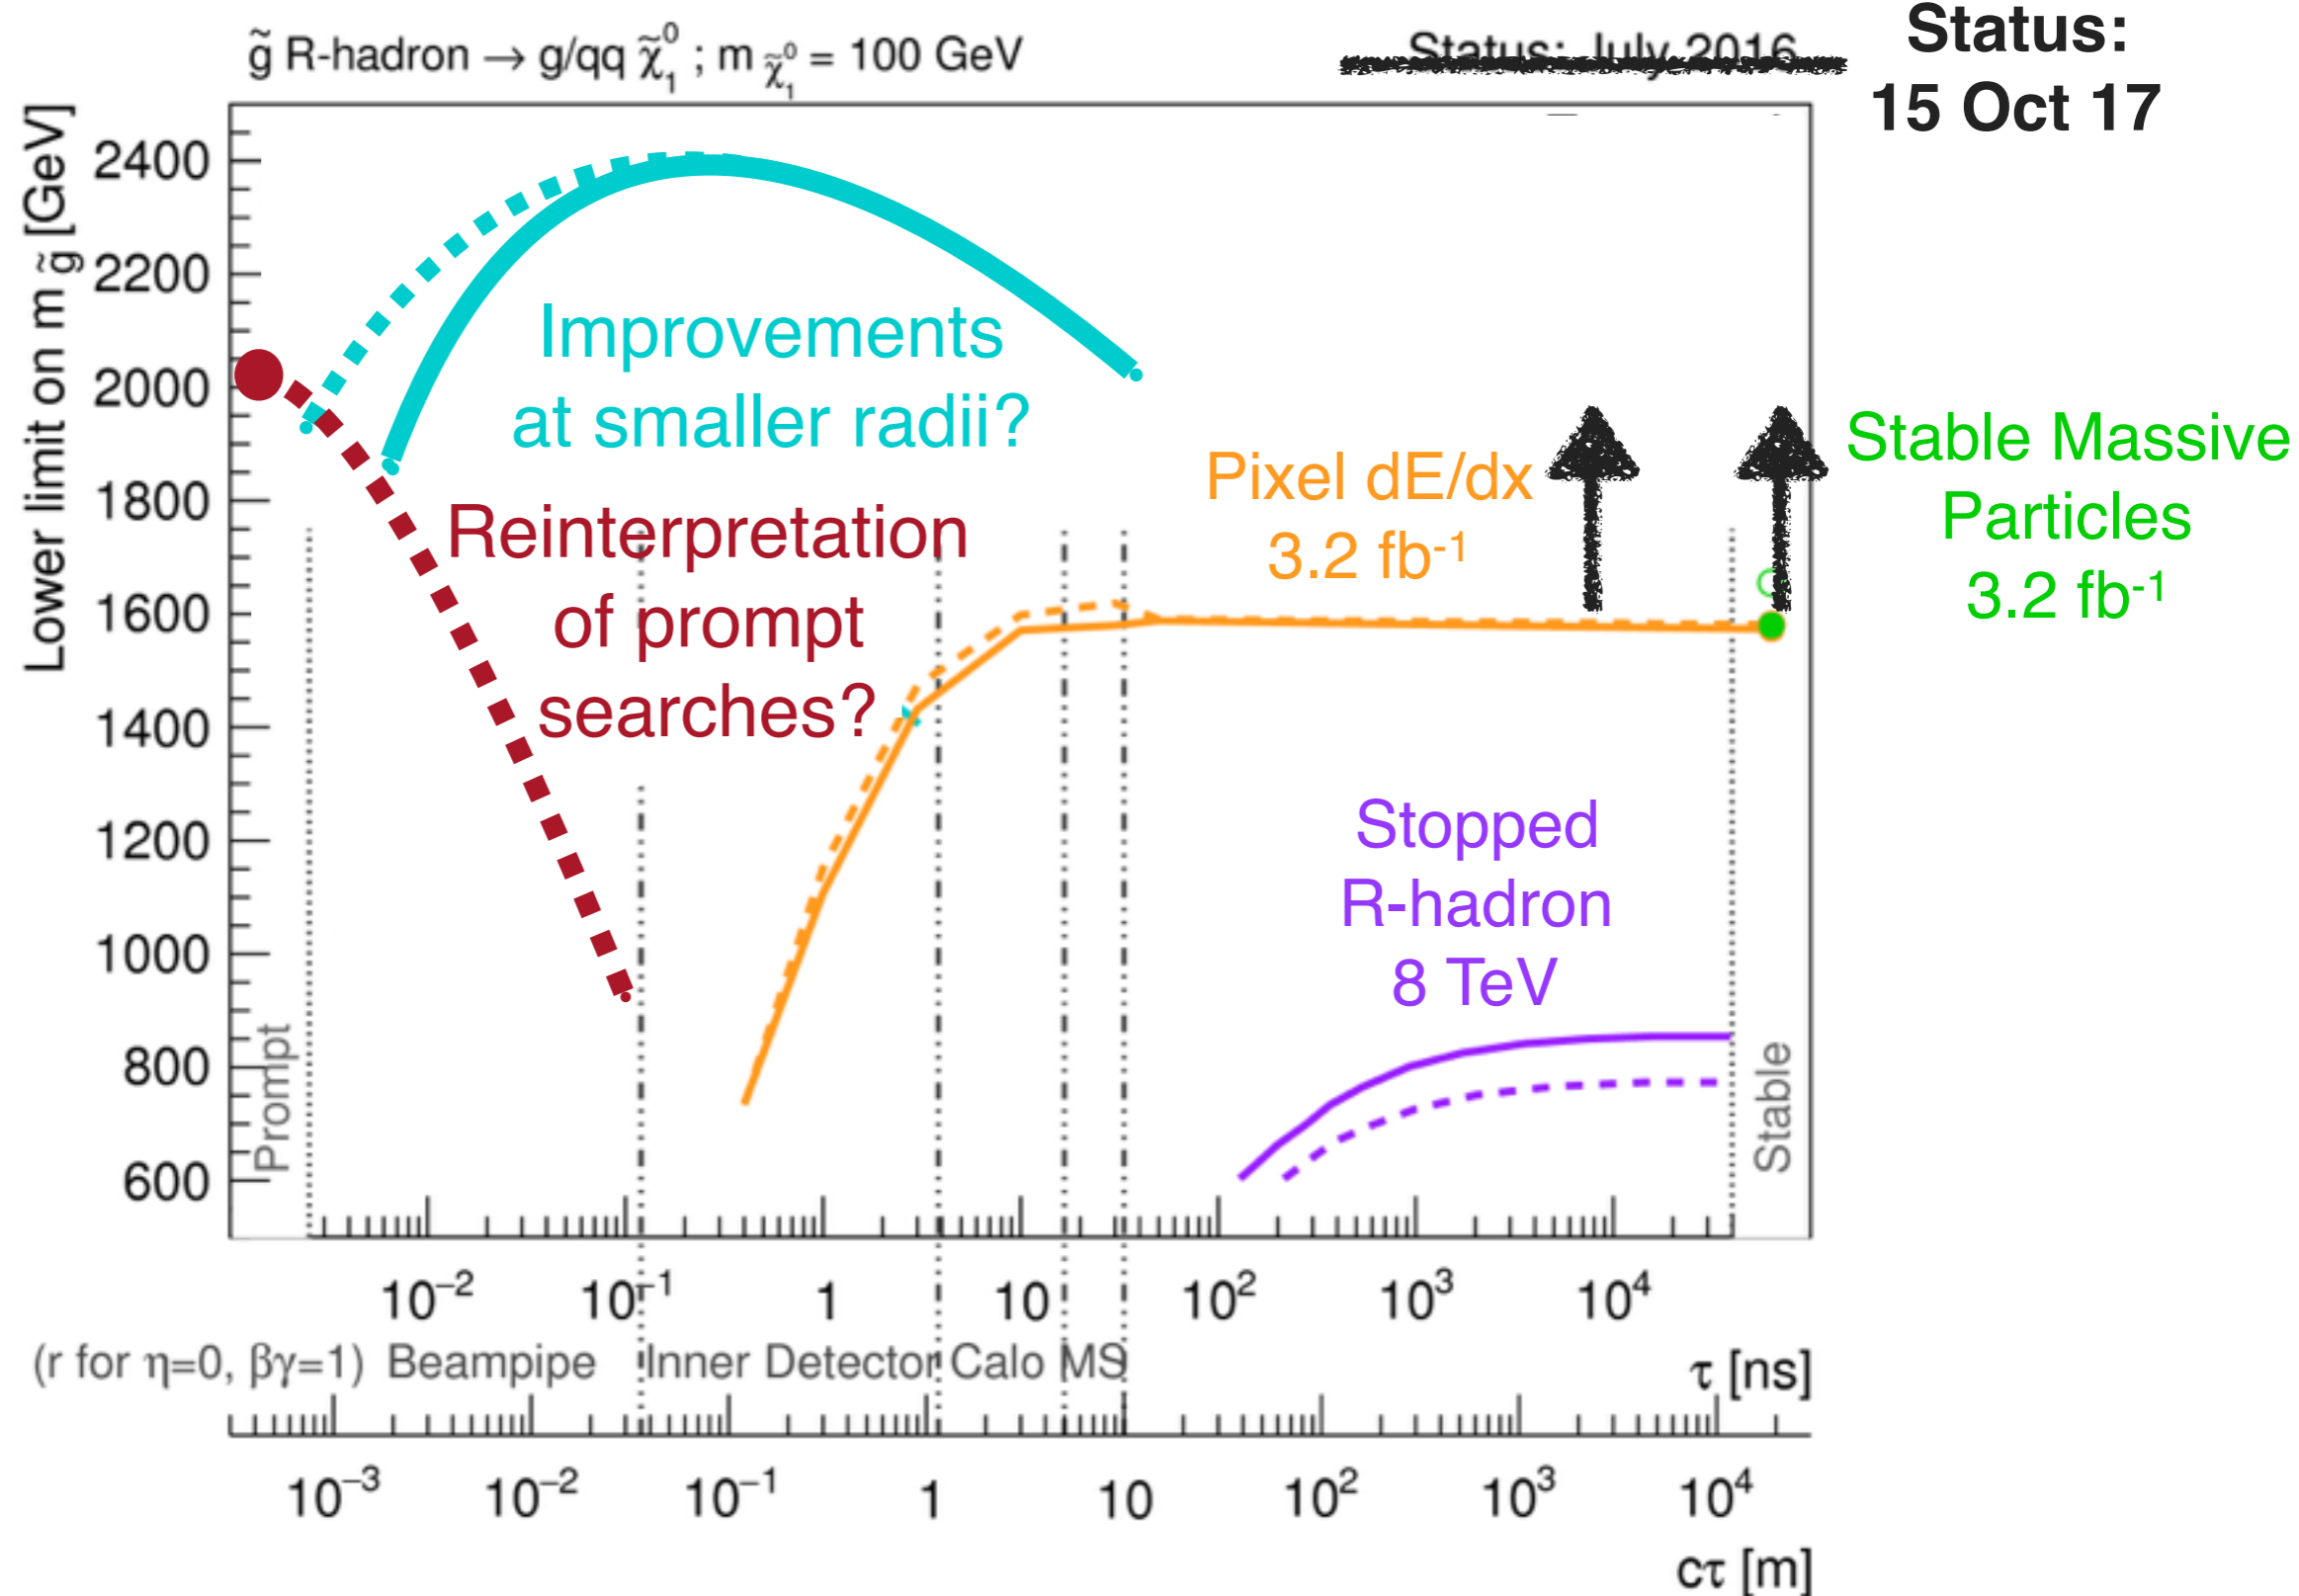 g̃ R-hadron → g/qq χ̃₁⁰ ; m χ̃₁⁰ = 100 GeV
Status: July 2016
Status:
15 Oct 17
Lower limit on m g̃ [GeV]
2400
2200
2000
1800
1600
1400
1200
1000
800
600
Improvements
at smaller radii?
Reinterpretation
of prompt
searches?
Pixel dE/dx
3.2 fb⁻¹
Stable Massive
Particles
3.2 fb⁻¹
Stopped
R-hadron
8 TeV
Prompt
Stable
10⁻² 10⁻¹ 1 10 10² 10³ 10⁴
(r for η=0, βγ=1) Beampipe Inner Detector Calo MS
τ [ns]
10⁻³ 10⁻² 10⁻¹ 1 10 10² 10³ 10⁴
cτ [m]